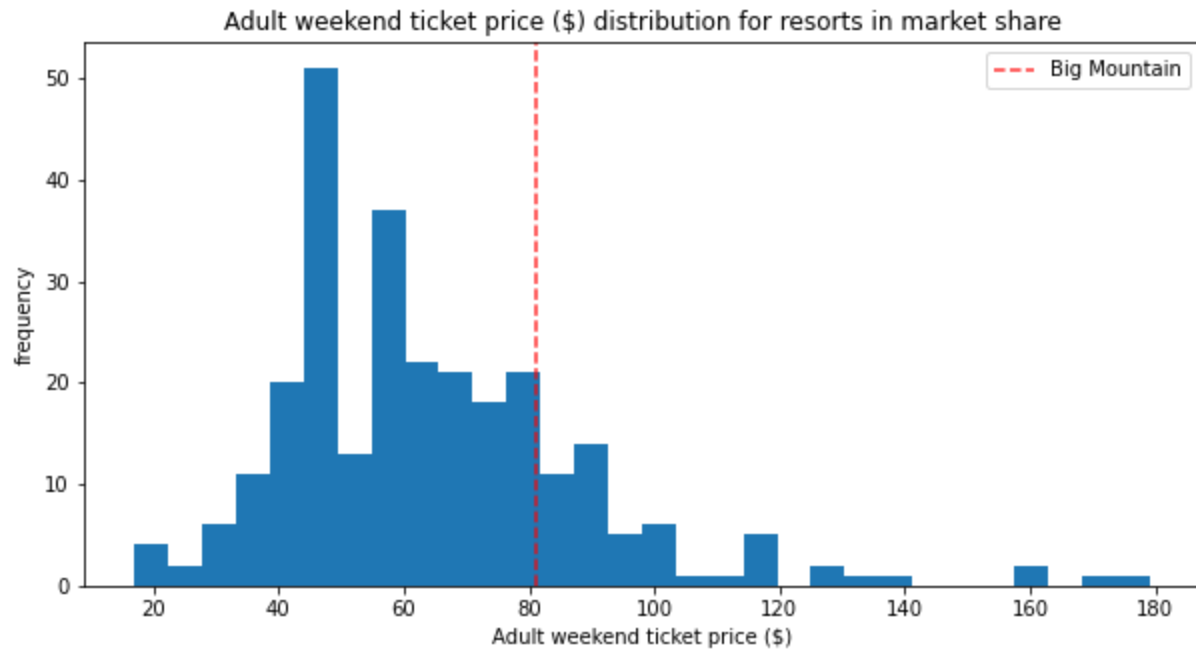 Adult weekend ticket price ($) distribution for resorts in market share
Big Mountain
50
40
30
20
10
0
frequency
20 40 60 80 100 120 140 160 180
Adult weekend ticket price ($)